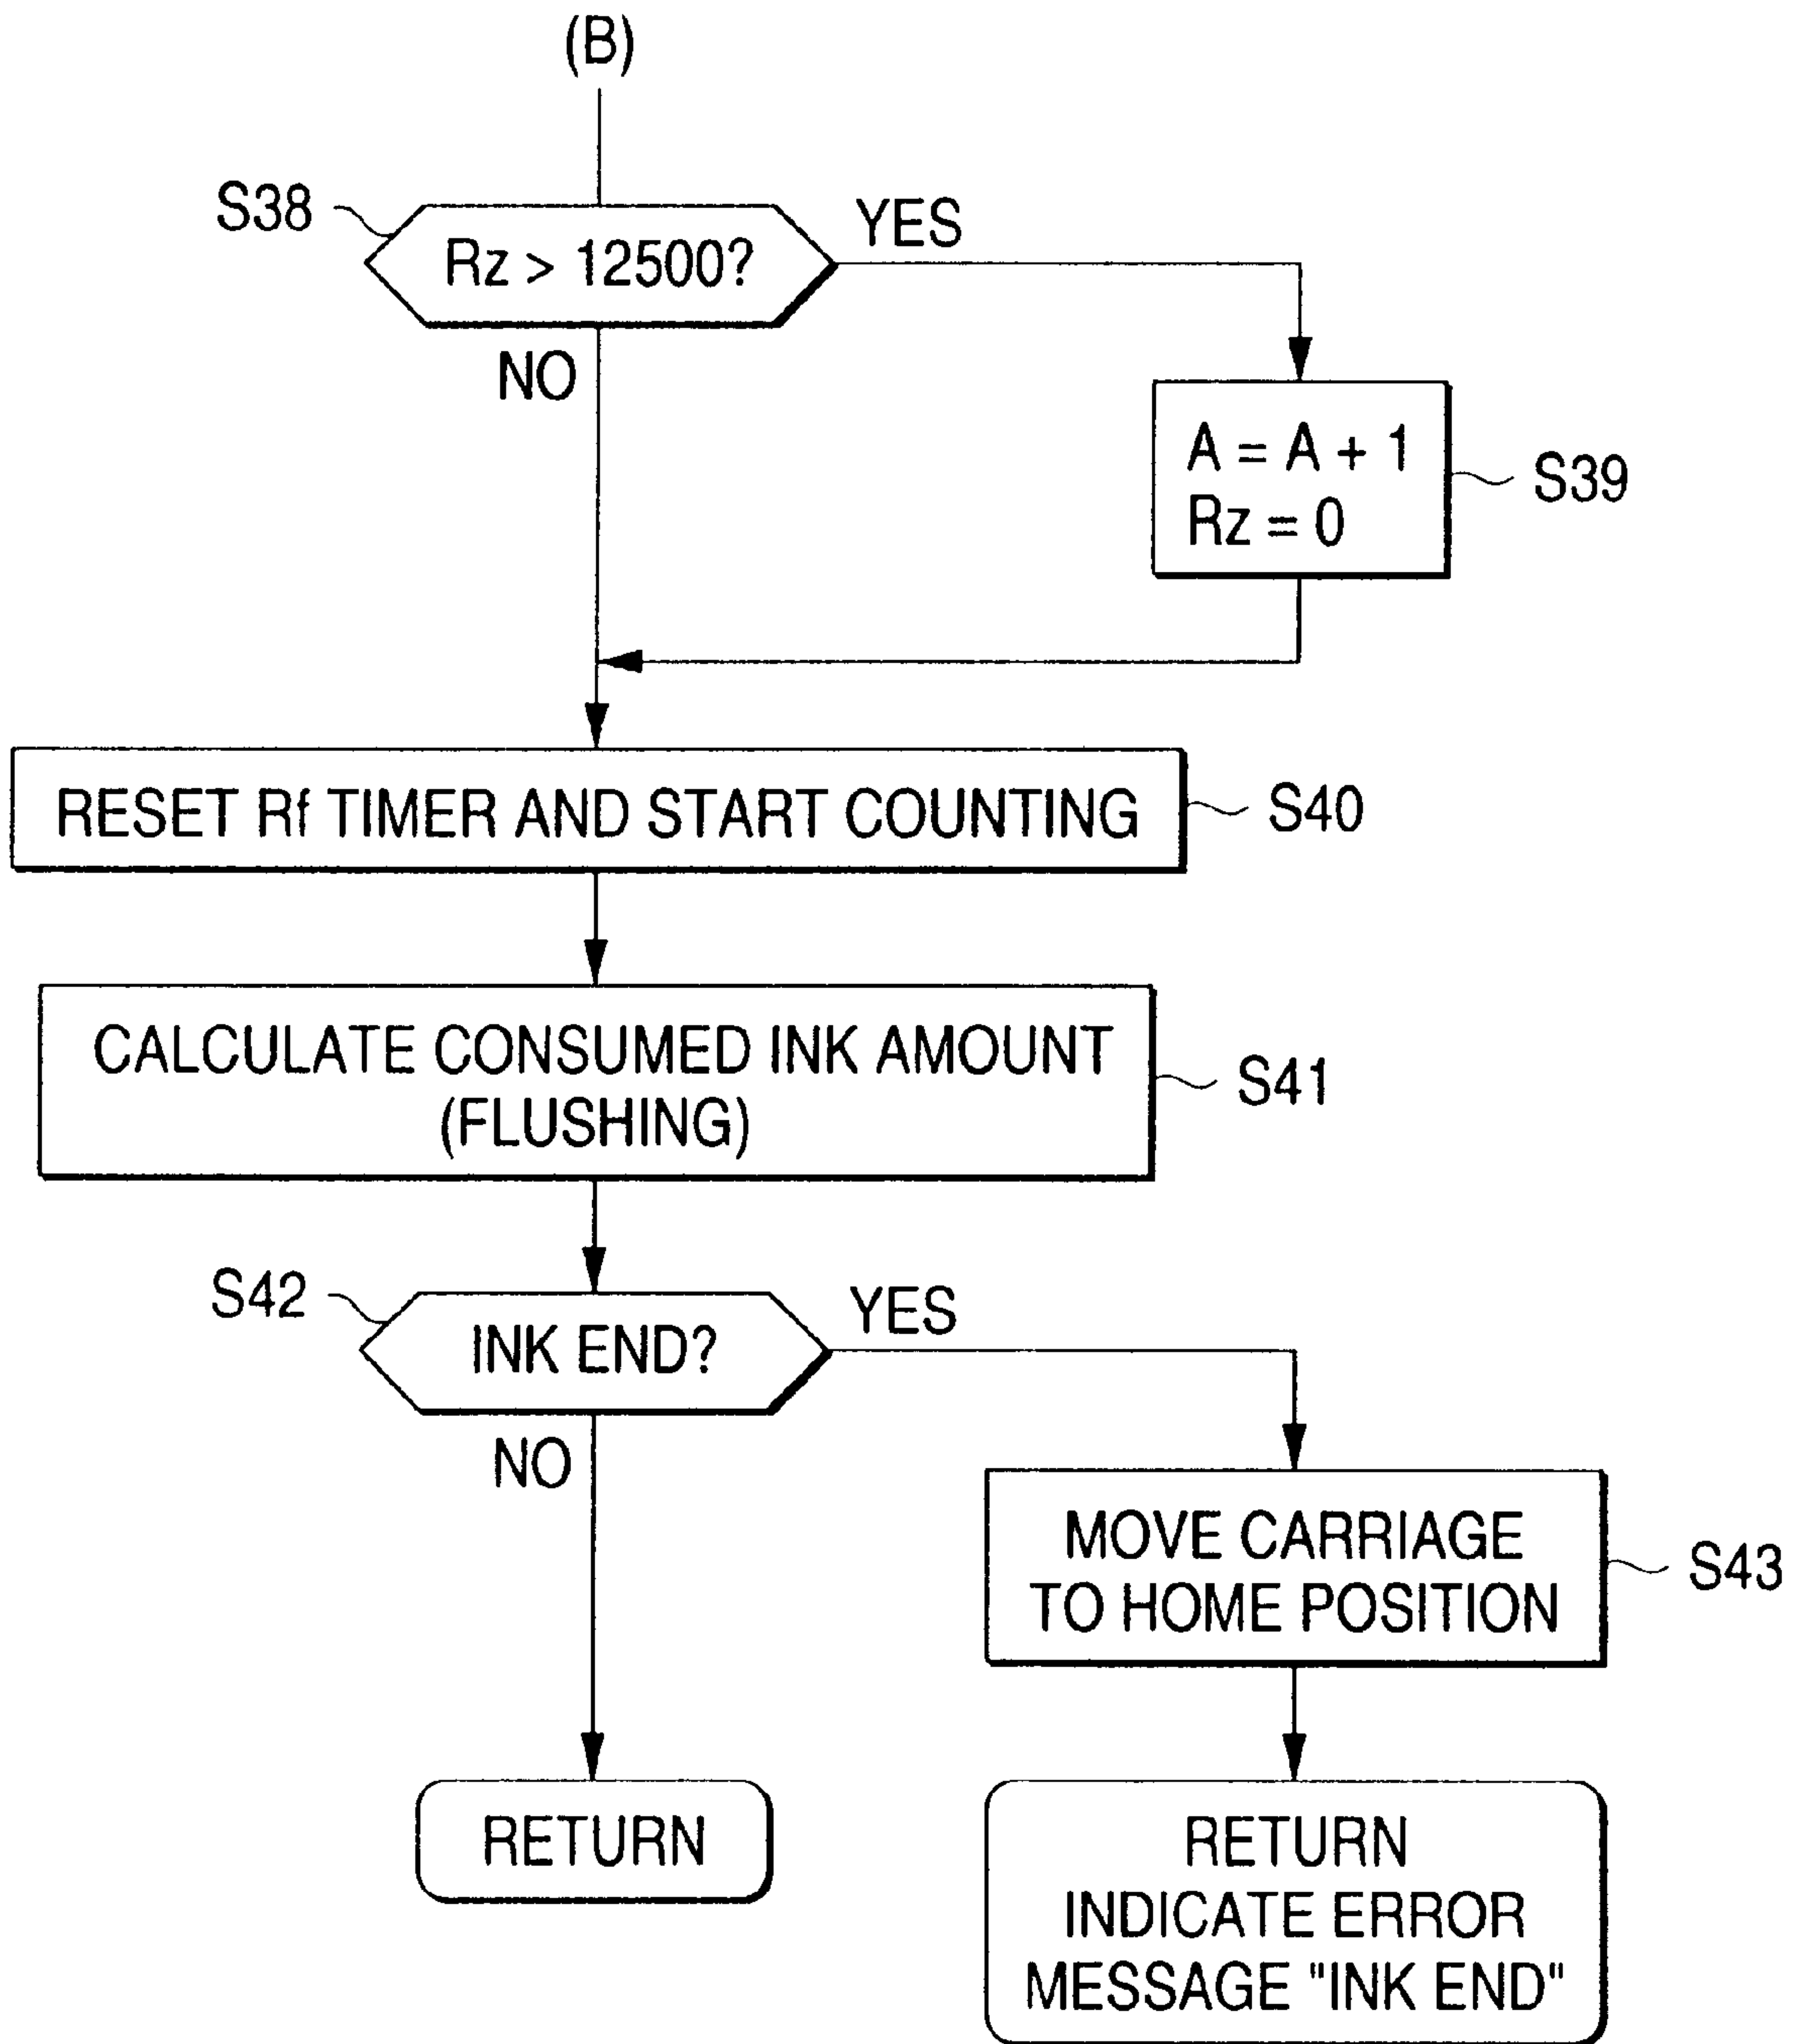 (B)
S38
Rz > 12500?
YES
NO
A = A + 1
Rz = 0
S39
RESET Rf TIMER AND START COUNTING
S40
CALCULATE CONSUMED INK AMOUNT
(FLUSHING)
S41
S42
INK END?
YES
NO
MOVE CARRIAGE
TO HOME POSITION
S43
RETURN
RETURN
INDICATE ERROR
MESSAGE "INK END"